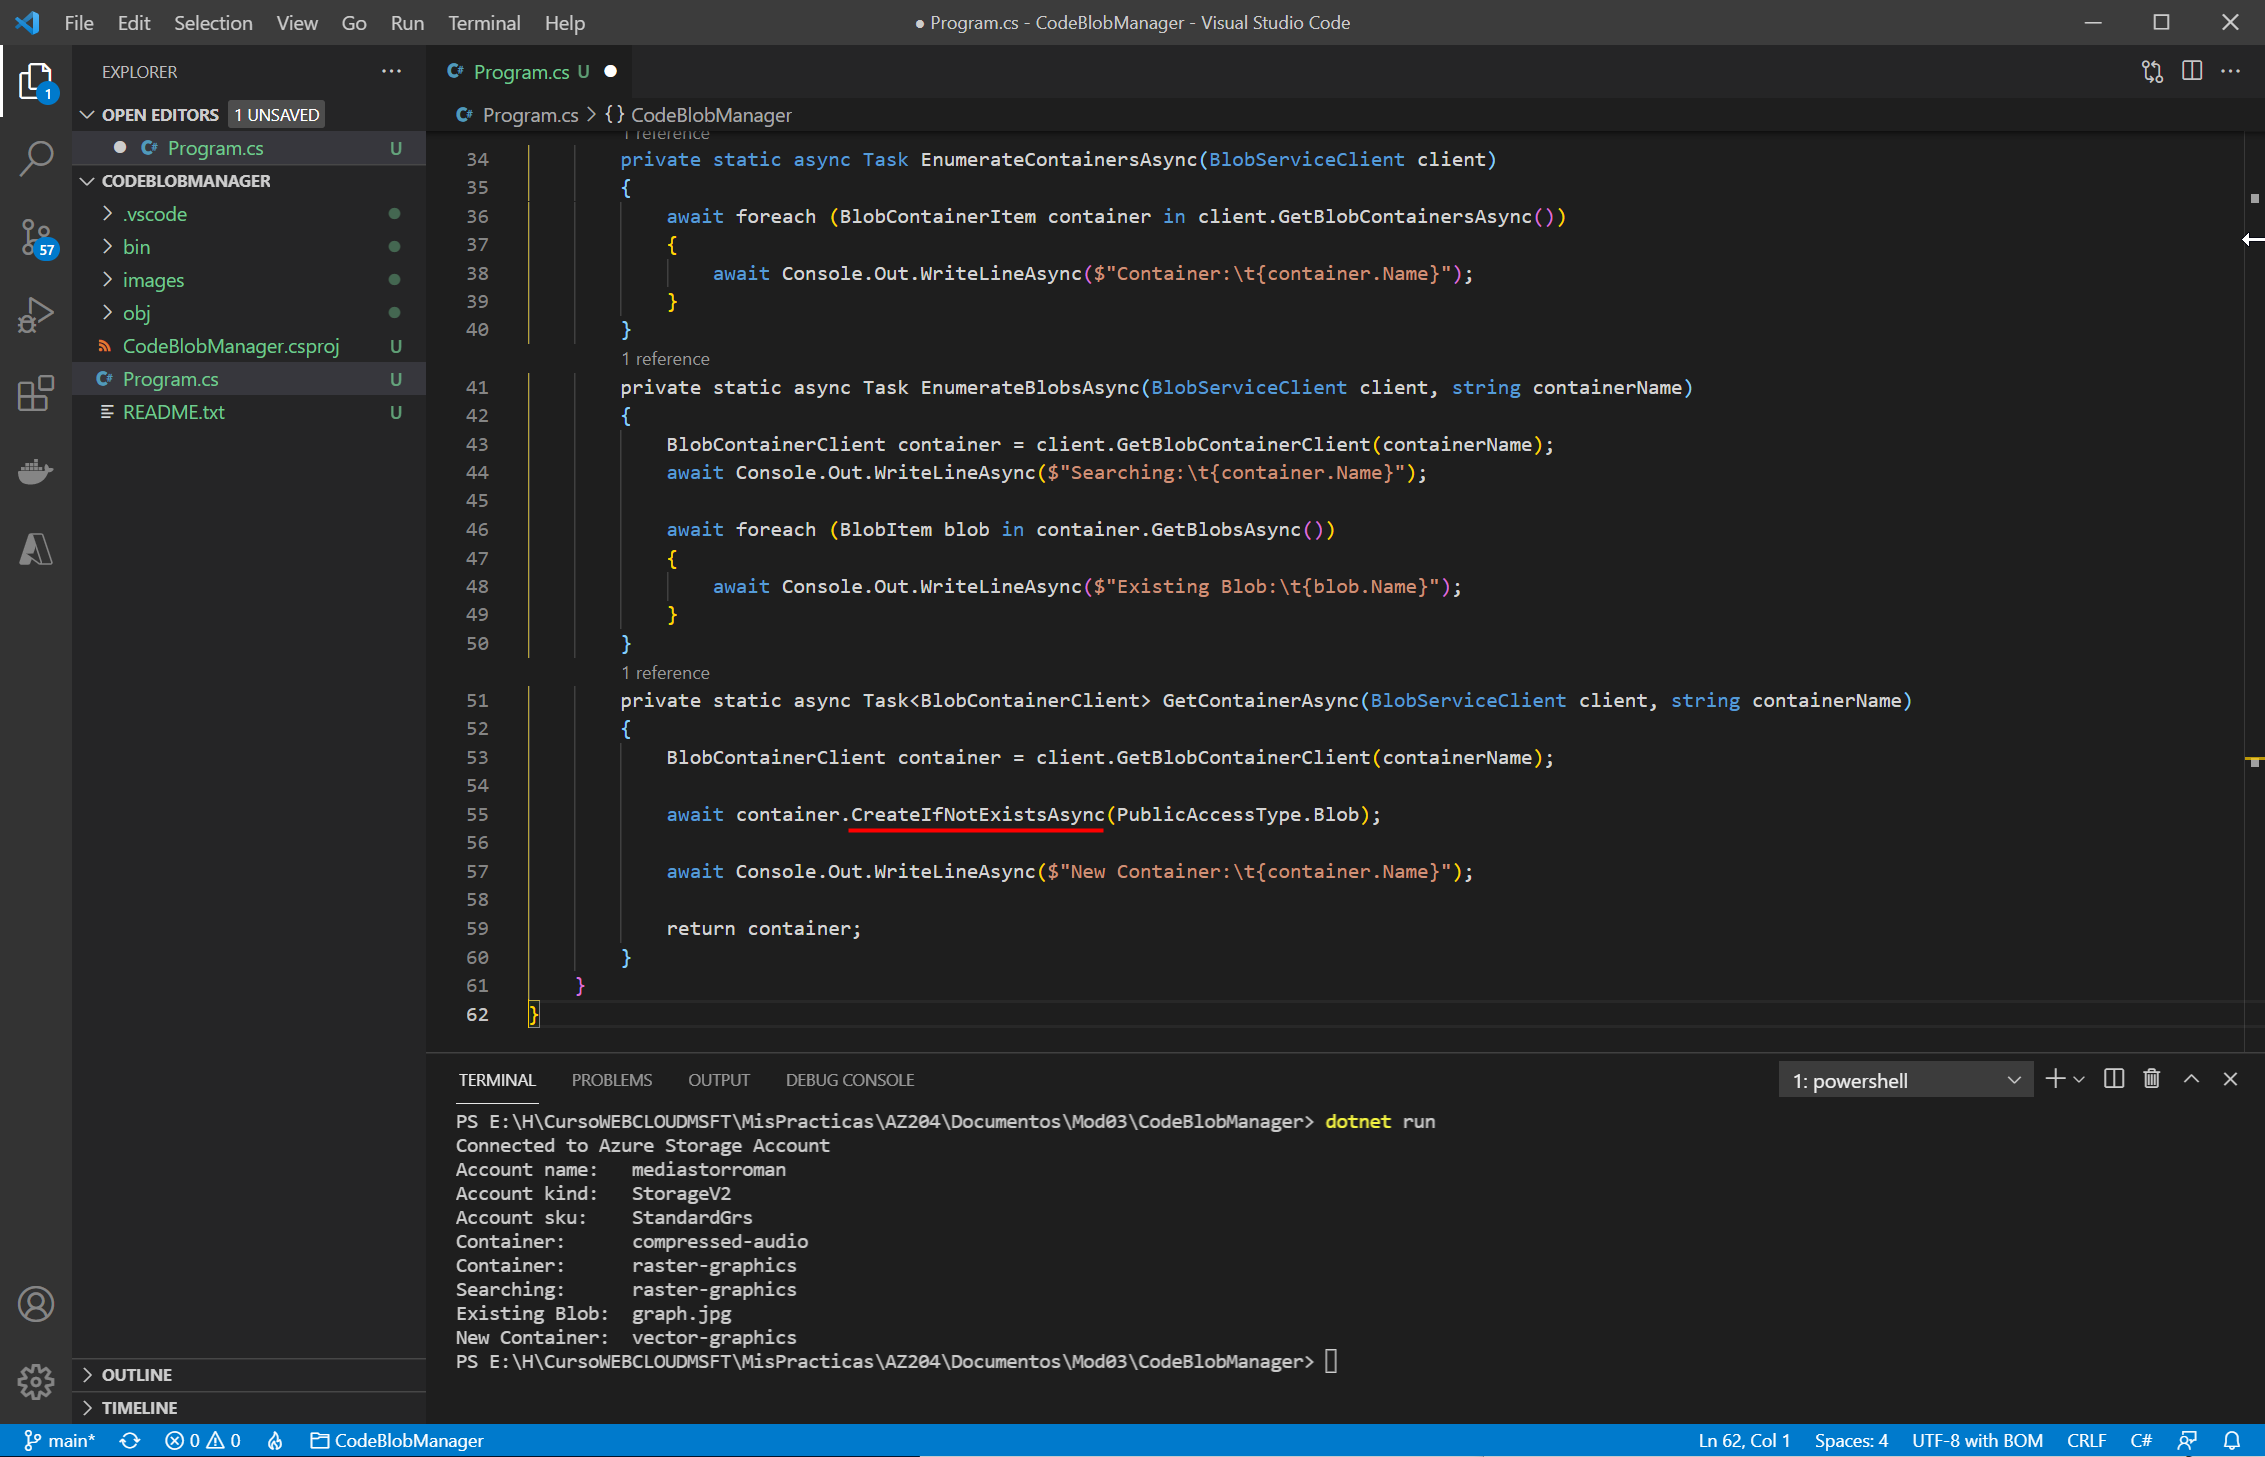 File Edit Selection View Go Run Terminal Help
● Program.cs - CodeBlobManager - Visual Studio Code
1
57
EXPLORER
OPEN EDITORS 1 UNSAVED
Program.cs U
CODEBLOBMANAGER
.vscode
bin
images
obj
CodeBlobManager.csproj U
Program.cs U
README.txt U
OUTLINE
TIMELINE
Program.cs U
Program.cs > {} CodeBlobManager
1 reference
34 private static async Task EnumerateContainersAsync(BlobServiceClient client)
35 {
36 await foreach (BlobContainerItem container in client.GetBlobContainersAsync())
37 {
38 await Console.Out.WriteLineAsync($"Container:\t{container.Name}");
39 }
40 }
1 reference
41 private static async Task EnumerateBlobsAsync(BlobServiceClient client, string containerName)
42 {
43 BlobContainerClient container = client.GetBlobContainerClient(containerName);
44 await Console.Out.WriteLineAsync($"Searching:\t{container.Name}");
45
46 await foreach (BlobItem blob in container.GetBlobsAsync())
47 {
48 await Console.Out.WriteLineAsync($"Existing Blob:\t{blob.Name}");
49 }
50 }
1 reference
51 private static async Task<BlobContainerClient> GetContainerAsync(BlobServiceClient client, string containerName)
52 {
53 BlobContainerClient container = client.GetBlobContainerClient(containerName);
54
55 await container.CreateIfNotExistsAsync(PublicAccessType.Blob);
56
57 await Console.Out.WriteLineAsync($"New Container:\t{container.Name}");
58
59 return container;
60 }
61 }
62 }
TERMINAL PROBLEMS OUTPUT DEBUG CONSOLE
1: powershell
PS E:\H\CursoWEBCLOUDMSFT\MisPracticas\AZ204\Documentos\Mod03\CodeBlobManager> dotnet run
Connected to Azure Storage Account
Account name: mediastorroman
Account kind: StorageV2
Account sku: StandardGrs
Container: compressed-audio
Container: raster-graphics
Searching: raster-graphics
Existing Blob: graph.jpg
New Container: vector-graphics
PS E:\H\CursoWEBCLOUDMSFT\MisPracticas\AZ204\Documentos\Mod03\CodeBlobManager>
main* 0 0 CodeBlobManager
Ln 62, Col 1 Spaces: 4 UTF-8 with BOM CRLF C#